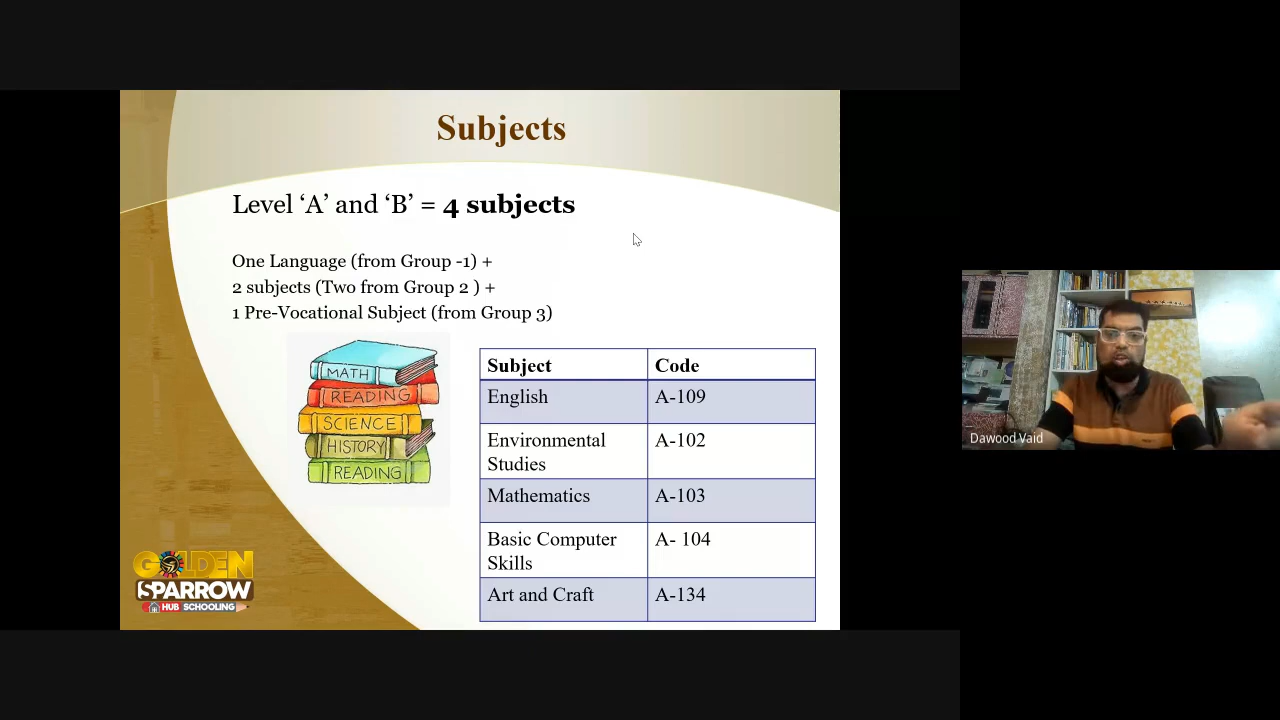 Subjects
Level ‘A’ and ‘B’ = 4 subjects
One Language (from Group -1) +
2 subjects (Two from Group 2 ) +
1 Pre-Vocational Subject (from Group 3)
MATH
READING
SCIENCE
HISTORY
READING
Subject Code
English A-109
Environmental Studies A-102
Mathematics A-103
Basic Computer Skills A- 104
Art and Craft A-134
GOLDEN
SPARROW
HUB SCHOOLING
Dawood Vaid